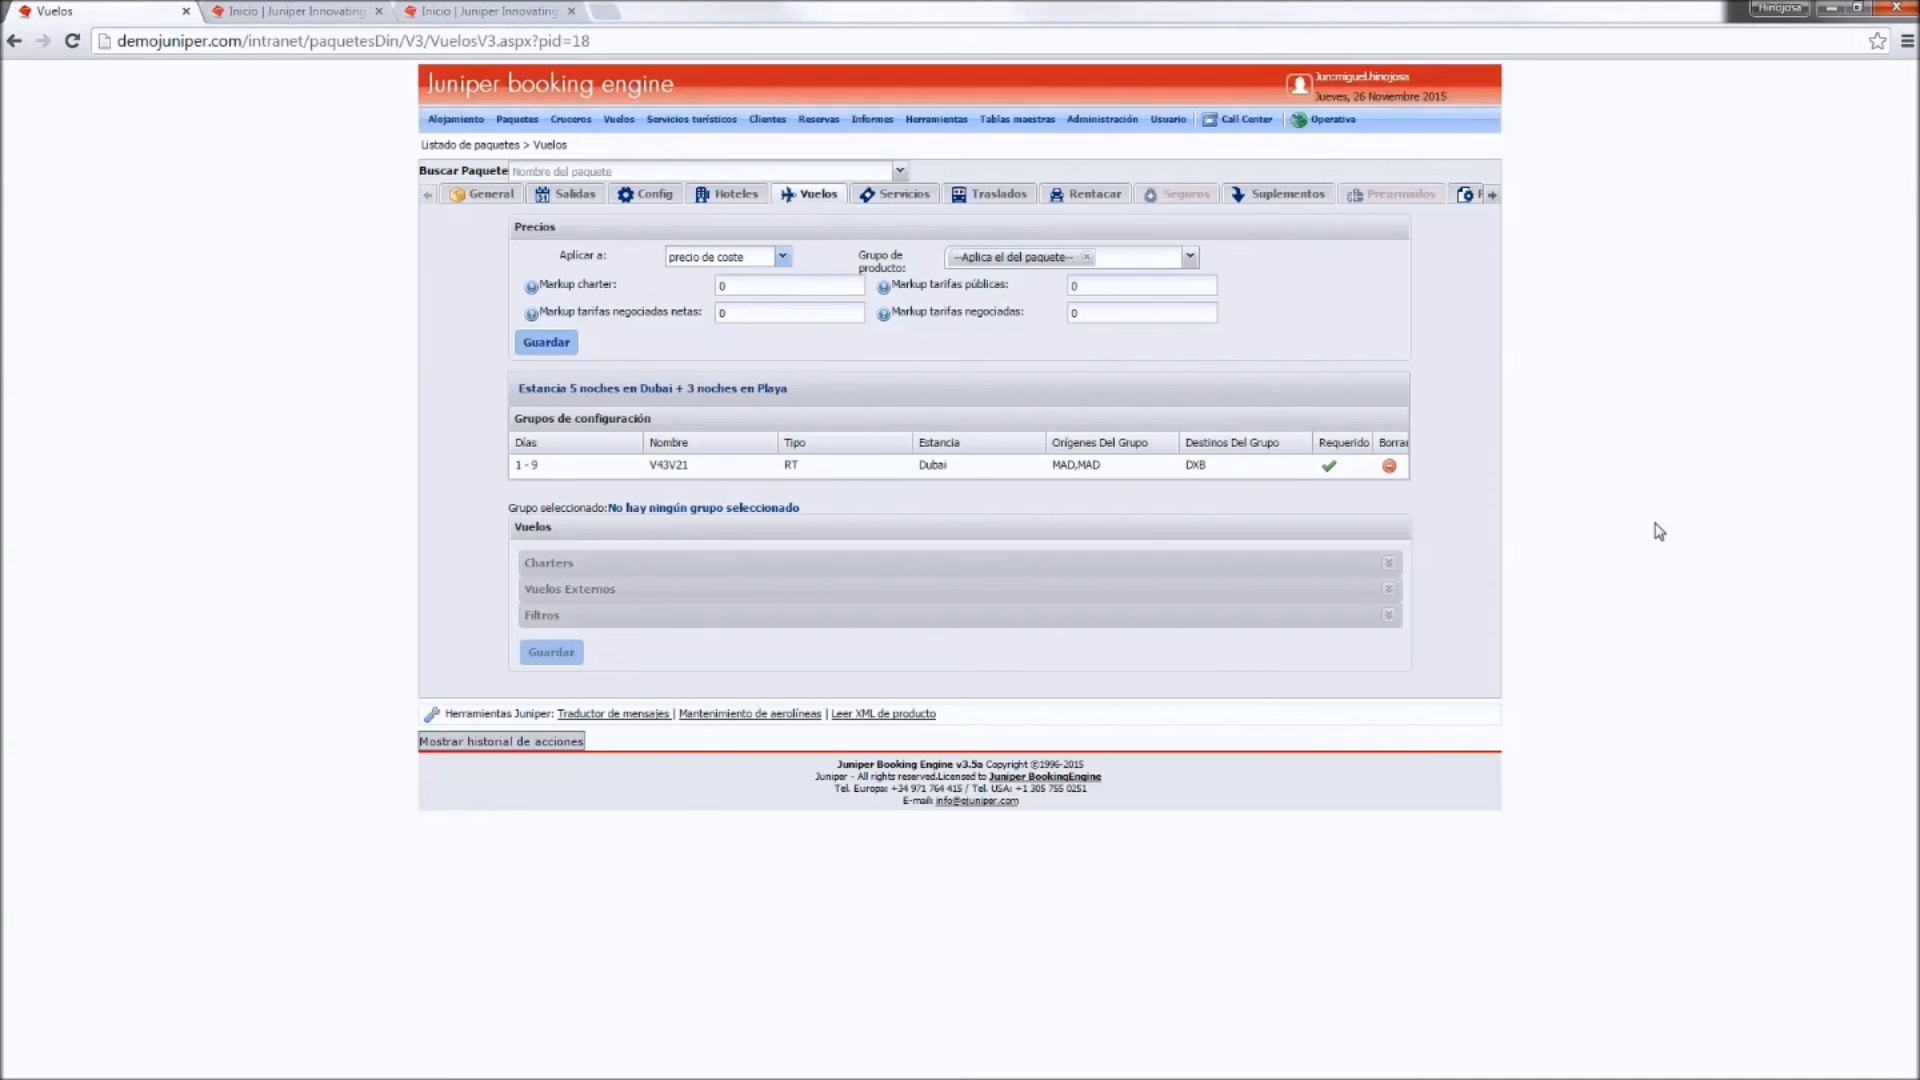 Vuelos
Inicio | Juniper Innovating
Inicio | Juniper Innovating
Hinojosa
demojuniper.com/intranet/paquetesDin/V3/VuelosV3.aspx?pid=18
Juniper booking engine
Jun:miguel.hinojosa
Jueves, 26 Noviembre 2015
Alojamiento Paquetes Cruceros Vuelos Servicios turísticos Clientes Reservas Informes Herramientas Tablas maestras Administración Usuario Call Center Operativa
Listado de paquetes > Vuelos
Buscar Paquete Nombre del paquete
General Salidas Config Hoteles Vuelos Servicios Traslados Rentacar Seguros Suplementos Prearmados
Precios
Aplicar a: precio de coste Grupo de producto: --Aplica el del paquete--
Markup charter: 0 Markup tarifas públicas: 0
Markup tarifas negociadas netas: 0 Markup tarifas negociadas: 0
Guardar
Estancia 5 noches en Dubai + 3 noches en Playa
Grupos de configuración
Días Nombre Tipo Estancia Orígenes Del Grupo Destinos Del Grupo Requerido Borrar
1 - 9 V43V21 RT Dubai MAD,MAD DXB
Grupo seleccionado:No hay ningún grupo seleccionado
Vuelos
Charters
Vuelos Externos
Filtros
Guardar
Herramientas Juniper: Traductor de mensajes | Mantenimiento de aerolíneas | Leer XML de producto
Mostrar historial de acciones
Juniper Booking Engine v3.5a Copyright ©1996-2015
Juniper - All rights reserved.Licensed to Juniper BookingEngine
Tel. Europa: +34 971 764 415 / Tel. USA: +1 305 755 0251
E-mail: info@ejuniper.com